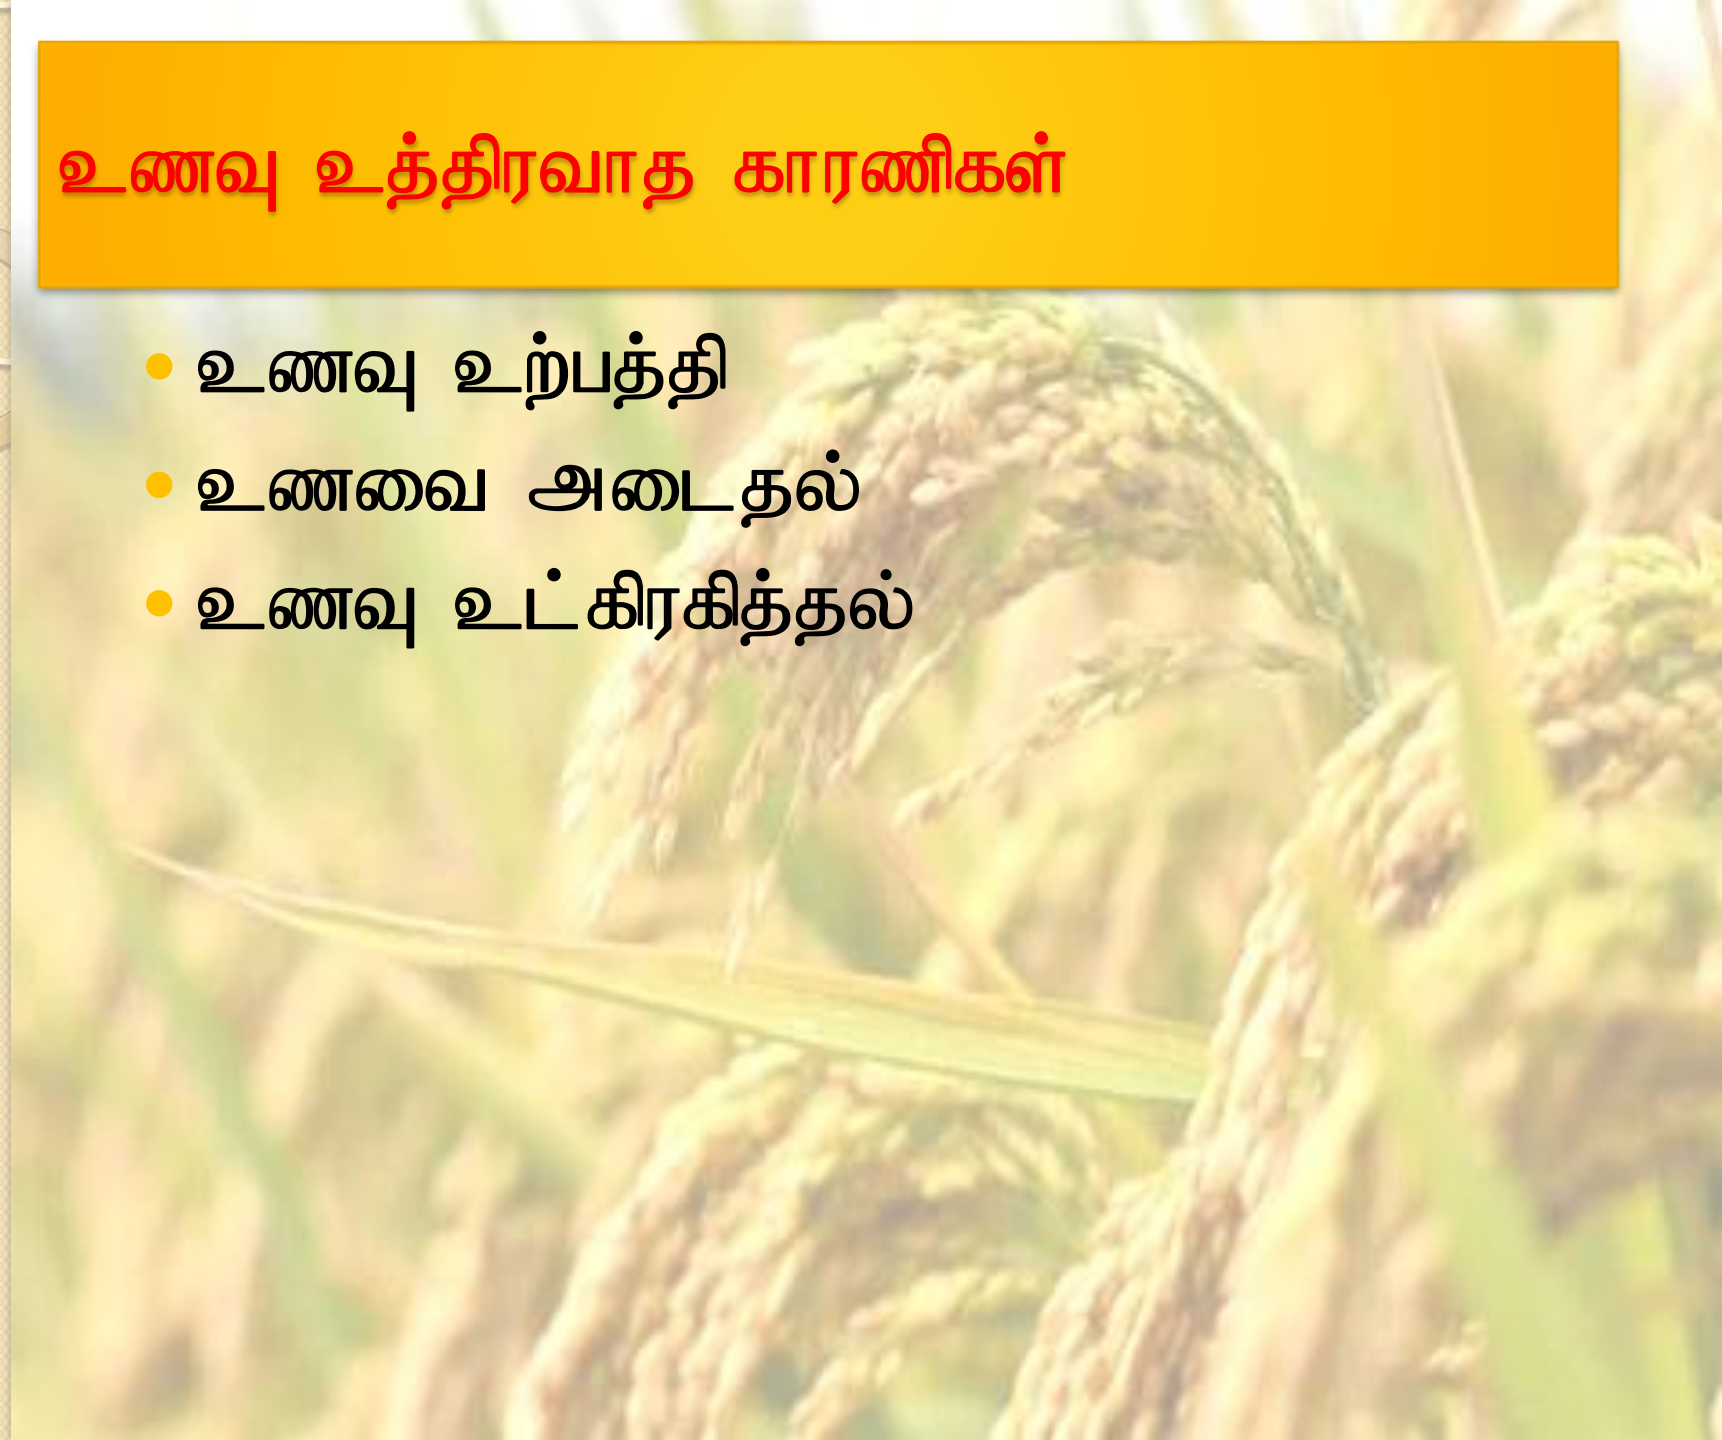 உணவு உத்திரவாத காரணிகள்
• உணவு உற்பத்தி
• உணவை அடைதல்
• உணவு உட்கிரகித்தல்